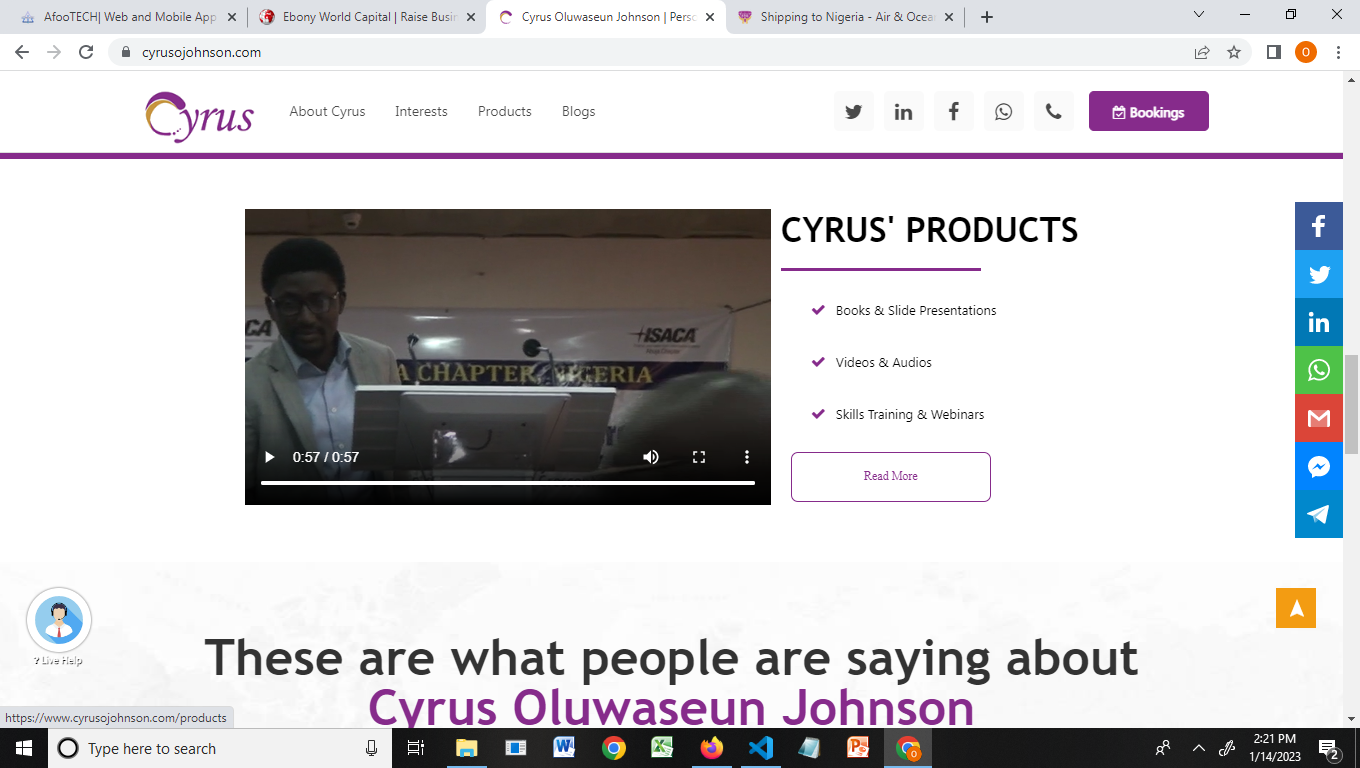 AfooTECH| Web and Mobile App
Ebony World Capital | Raise Busin
Cyrus Oluwaseun Johnson | Perso
Shipping to Nigeria - Air & Ocea
cyrusojohnson.com
O
Cyrus
About Cyrus
Interests
Products
Blogs
Bookings
CYRUS' PRODUCTS
Books & Slide Presentations
Videos & Audios
Skills Training & Webinars
Read More
CA
ISACA
A CHAPTER, NIGERIA
0:57 / 0:57
? Live Help
These are what people are saying about
Cyrus Oluwaseun Johnson
https://www.cyrusojohnson.com/products
Type here to search
2:21 PM
1/14/2023
2